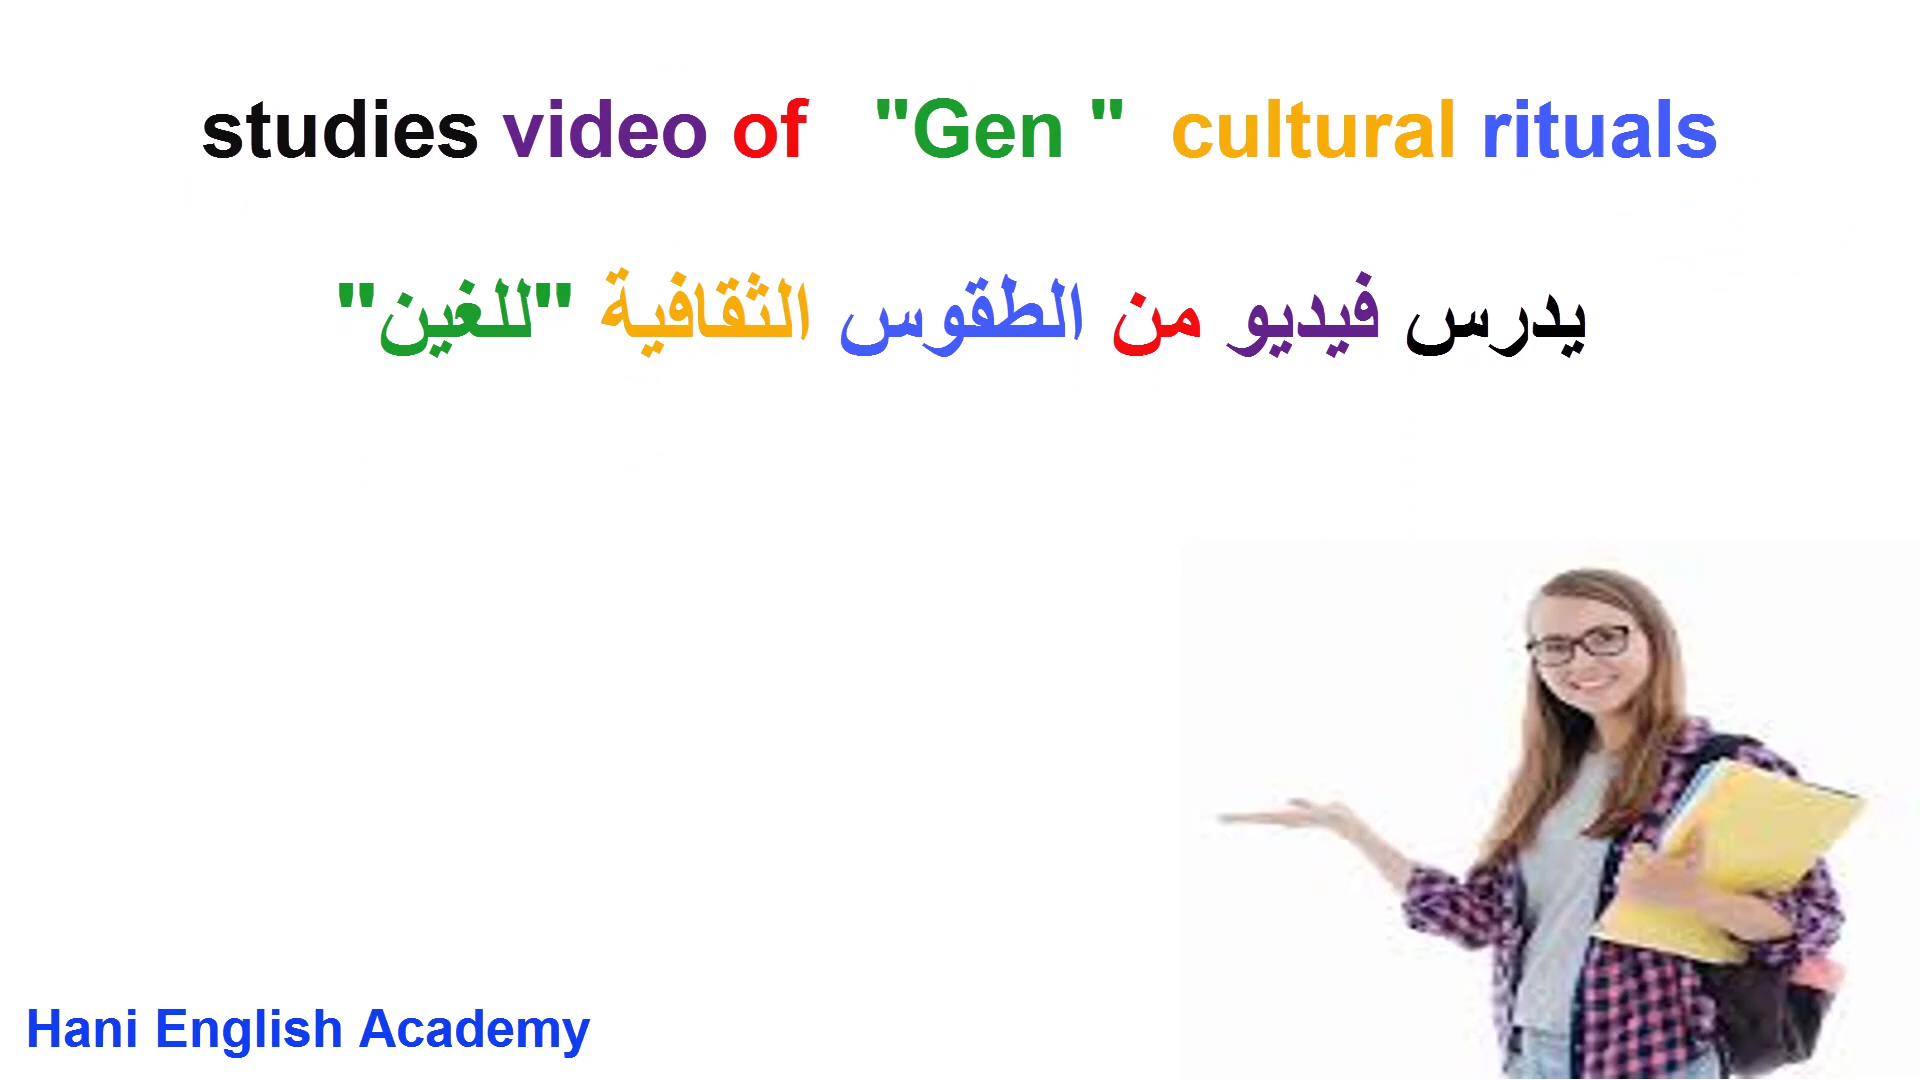 studies video of "Gen " cultural rituals
يدرس فيديو من الطقوس الثقافية "للغين"
Hani English Academy